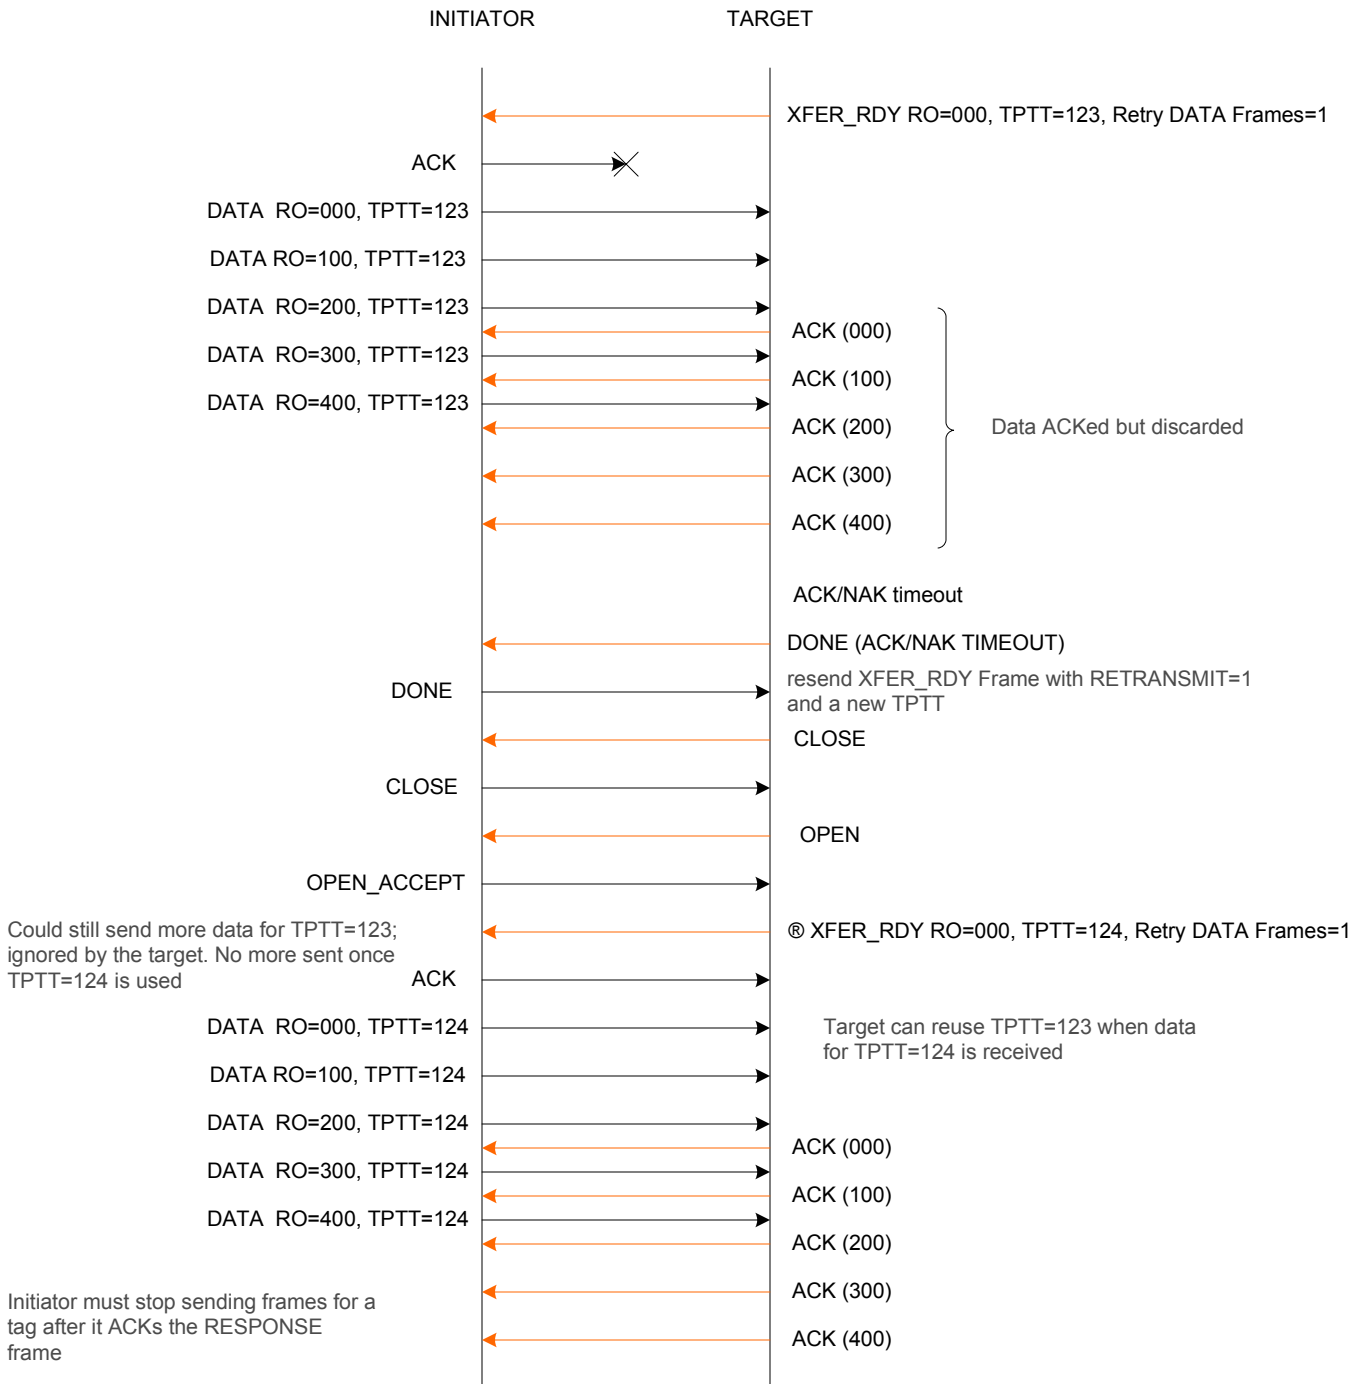 INITIATOR
TARGET
XFER_RDY RO=000, TPTT=123, Retry DATA Frames=1
ACK
DATA  RO=000, TPTT=123
DATA RO=100, TPTT=123
DATA  RO=200, TPTT=123
ACK (000)
DATA  RO=300, TPTT=123
ACK (100)
DATA  RO=400, TPTT=123
ACK (200)
Data ACKed but discarded
ACK (300)
ACK (400)
ACK/NAK timeout
DONE (ACK/NAK TIMEOUT)
resend XFER_RDY Frame with RETRANSMIT=1
and a new TPTT
DONE
CLOSE
CLOSE
OPEN
OPEN_ACCEPT
Could still send more data for TPTT=123;
ignored by the target. No more sent once
TPTT=124 is used
® XFER_RDY RO=000, TPTT=124, Retry DATA Frames=1
ACK
DATA  RO=000, TPTT=124
Target can reuse TPTT=123 when data
for TPTT=124 is received
DATA RO=100, TPTT=124
DATA  RO=200, TPTT=124
ACK (000)
DATA  RO=300, TPTT=124
ACK (100)
DATA  RO=400, TPTT=124
ACK (200)
ACK (300)
Initiator must stop sending frames for a
tag after it ACKs the RESPONSE
frame
ACK (400)